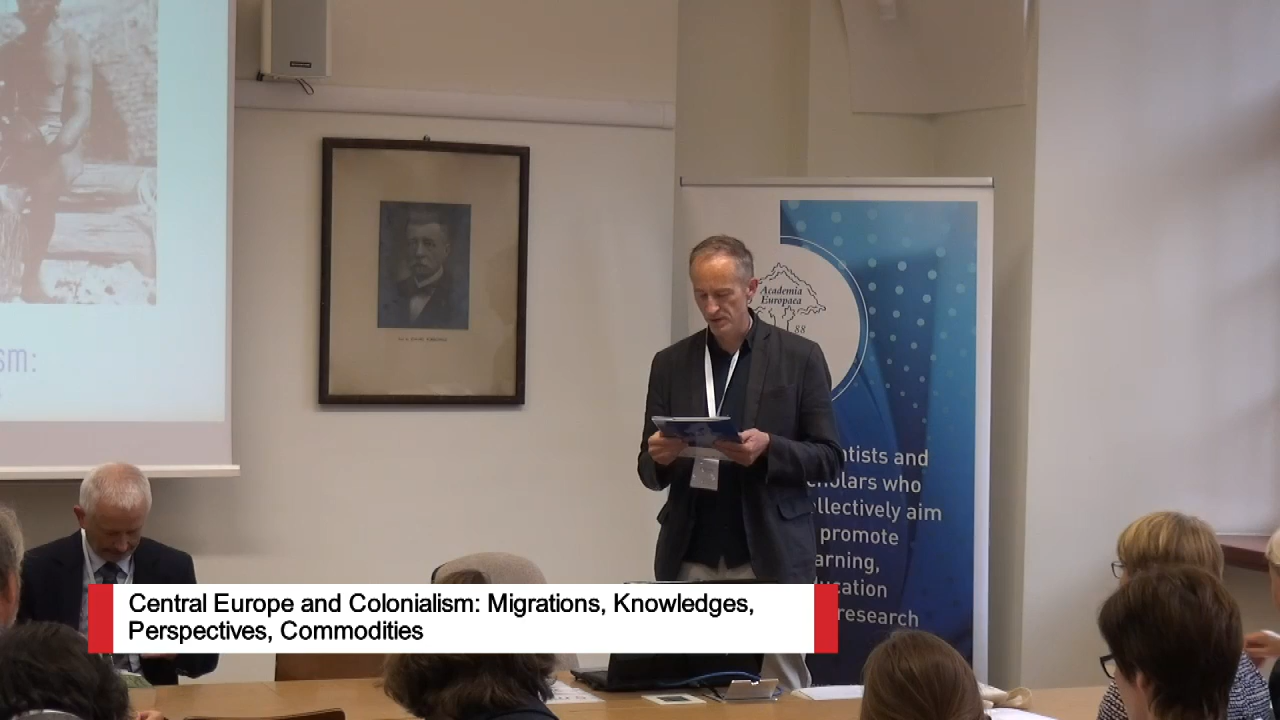 sm:
Academia
Europaea
88
ntists and
cholars who
ollectively aim
promote
arning,
ucation
research
Central Europe and Colonialism: Migrations, Knowledges,
Perspectives, Commodities